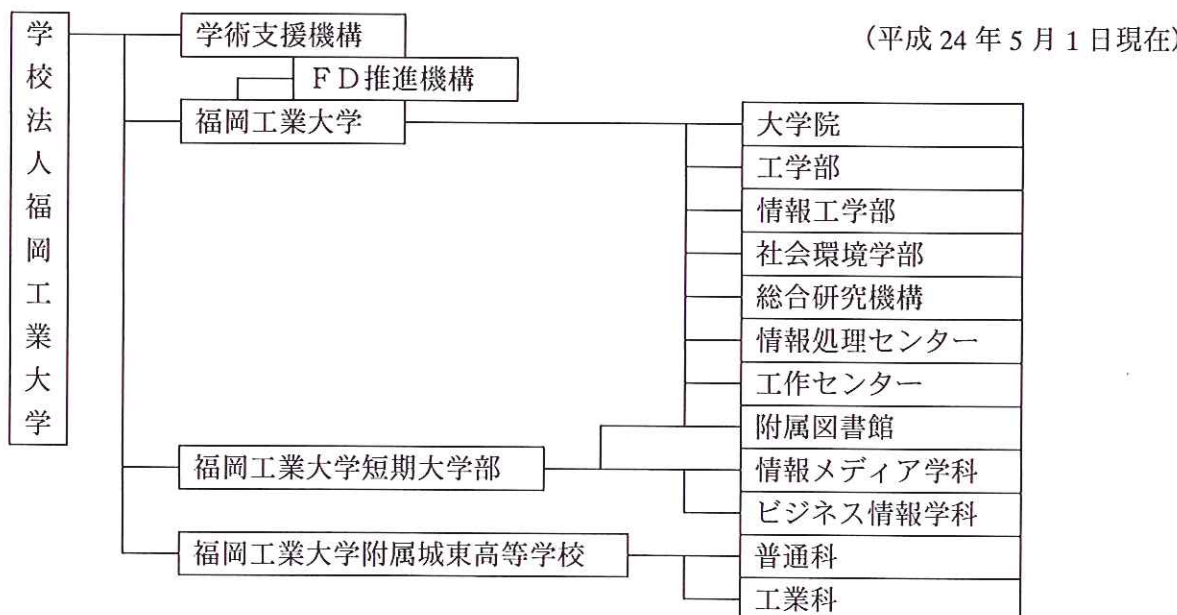 学校法人福岡工業大学
学術支援機構
(平成24年5月1日現在)
FD推進機構
福岡工業大学
大学院
工学部
情報工学部
社会環境学部
総合研究機構
情報処理センター
工作センター
附属図書館
福岡工業大学短期大学部
情報メディア学科
ビジネス情報学科
福岡工業大学附属城東高等学校
普通科
工業科